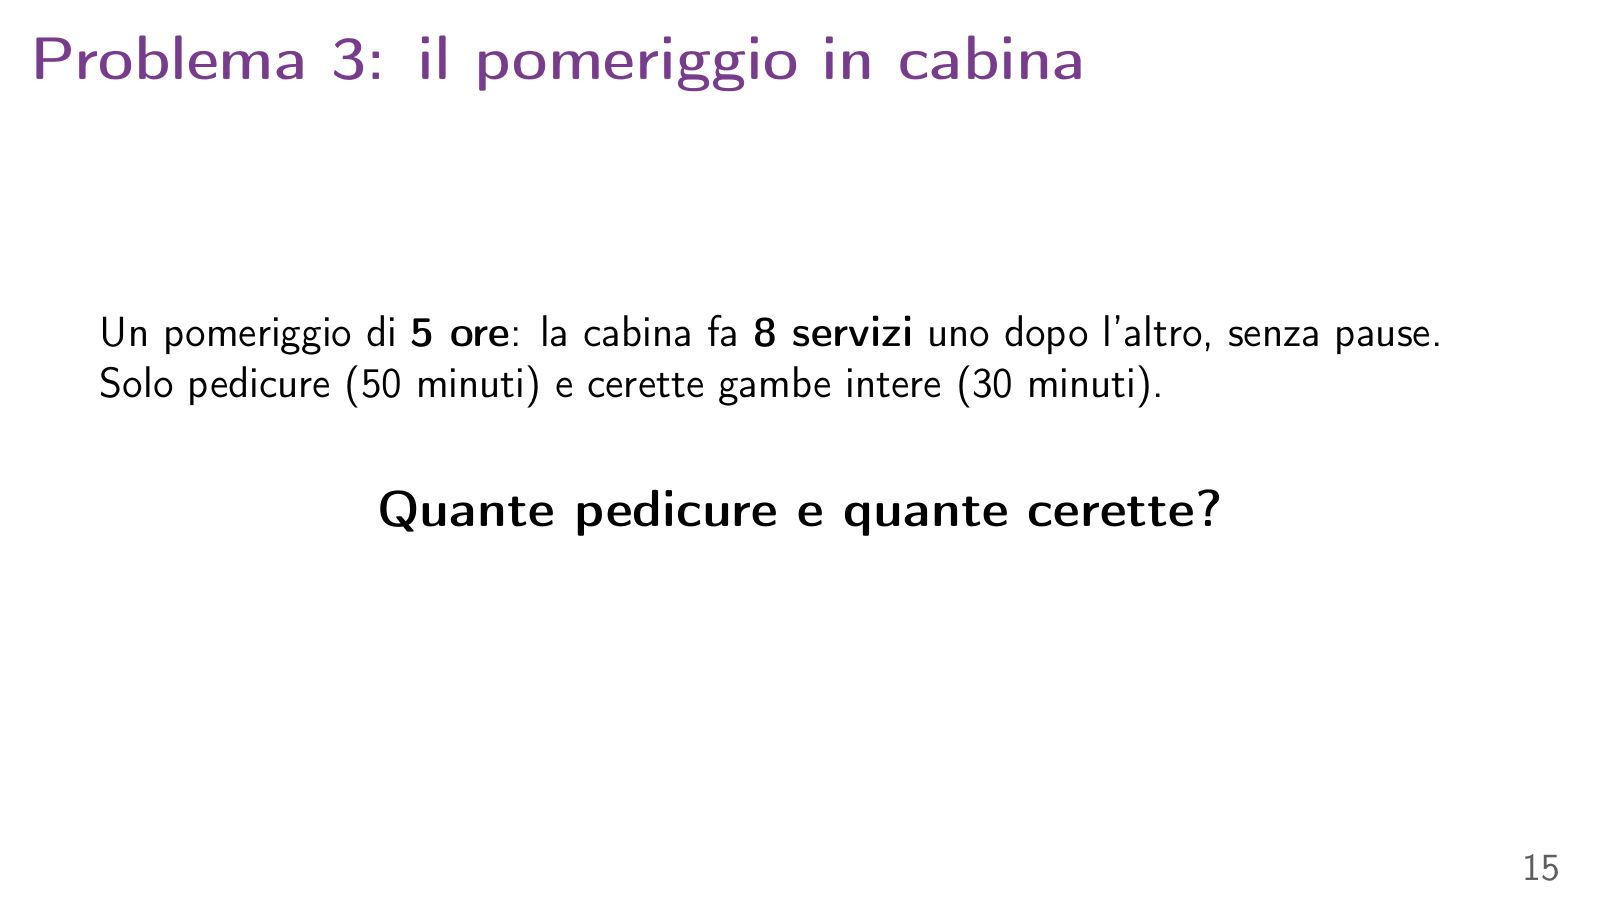 Problema 3: il pomeriggio in cabina
Un pomeriggio di 5 ore: la cabina fa 8 servizi uno dopo l'altro, senza pause.
Solo pedicure (50 minuti) e cerette gambe intere (30 minuti).
Quante pedicure e quante cerette?
15